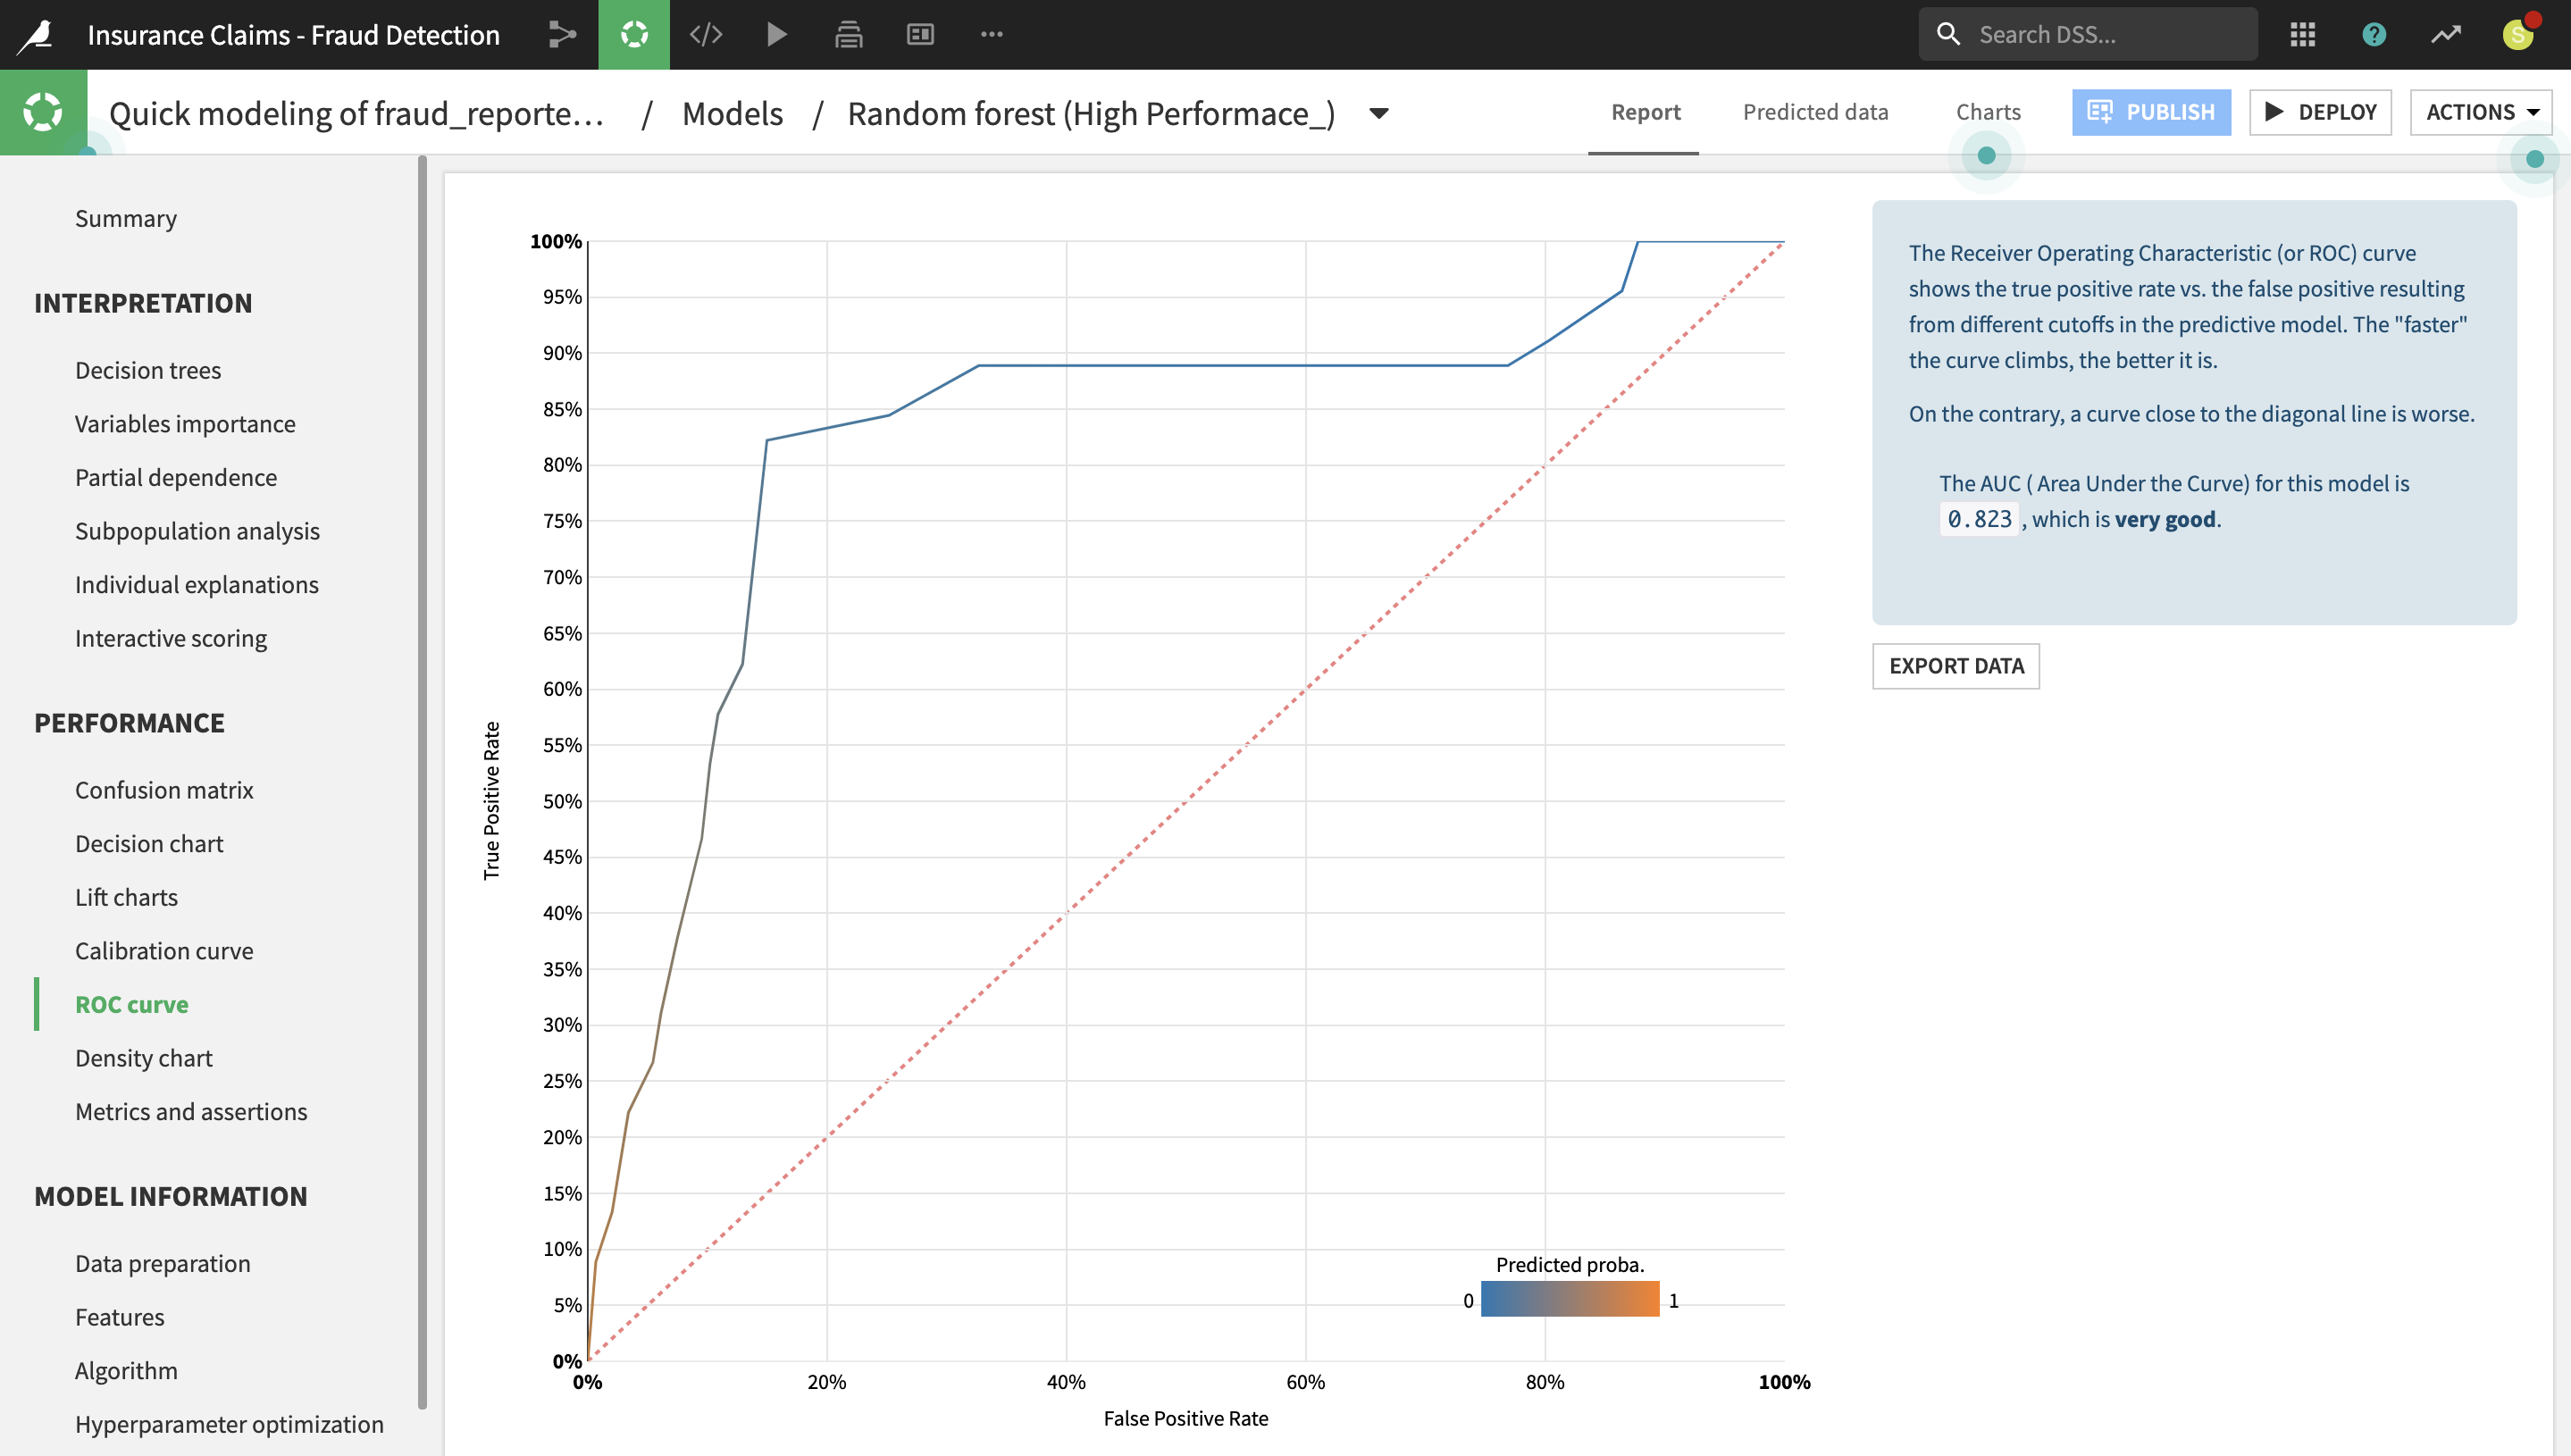 Insurance Claims - Fraud Detection
Search DSS...
S
Quick modeling of fraud_reporte... / Models / Random forest (High Performace_)
Report
Predicted data
Charts
PUBLISH
DEPLOY
ACTIONS
Summary
INTERPRETATION
Decision trees
Variables importance
Partial dependence
Subpopulation analysis
Individual explanations
Interactive scoring
PERFORMANCE
Confusion matrix
Decision chart
Lift charts
Calibration curve
ROC curve
Density chart
Metrics and assertions
MODEL INFORMATION
Data preparation
Features
Algorithm
Hyperparameter optimization
True Positive Rate
100%
95%
90%
85%
80%
75%
70%
65%
60%
55%
50%
45%
40%
35%
30%
25%
20%
15%
10%
5%
0%
0% 20% 40% 60% 80% 100%
False Positive Rate
Predicted proba.
0 1
The Receiver Operating Characteristic (or ROC) curve
shows the true positive rate vs. the false positive resulting
from different cutoffs in the predictive model. The "faster"
the curve climbs, the better it is.
On the contrary, a curve close to the diagonal line is worse.
The AUC ( Area Under the Curve) for this model is
0.823 , which is very good.
EXPORT DATA